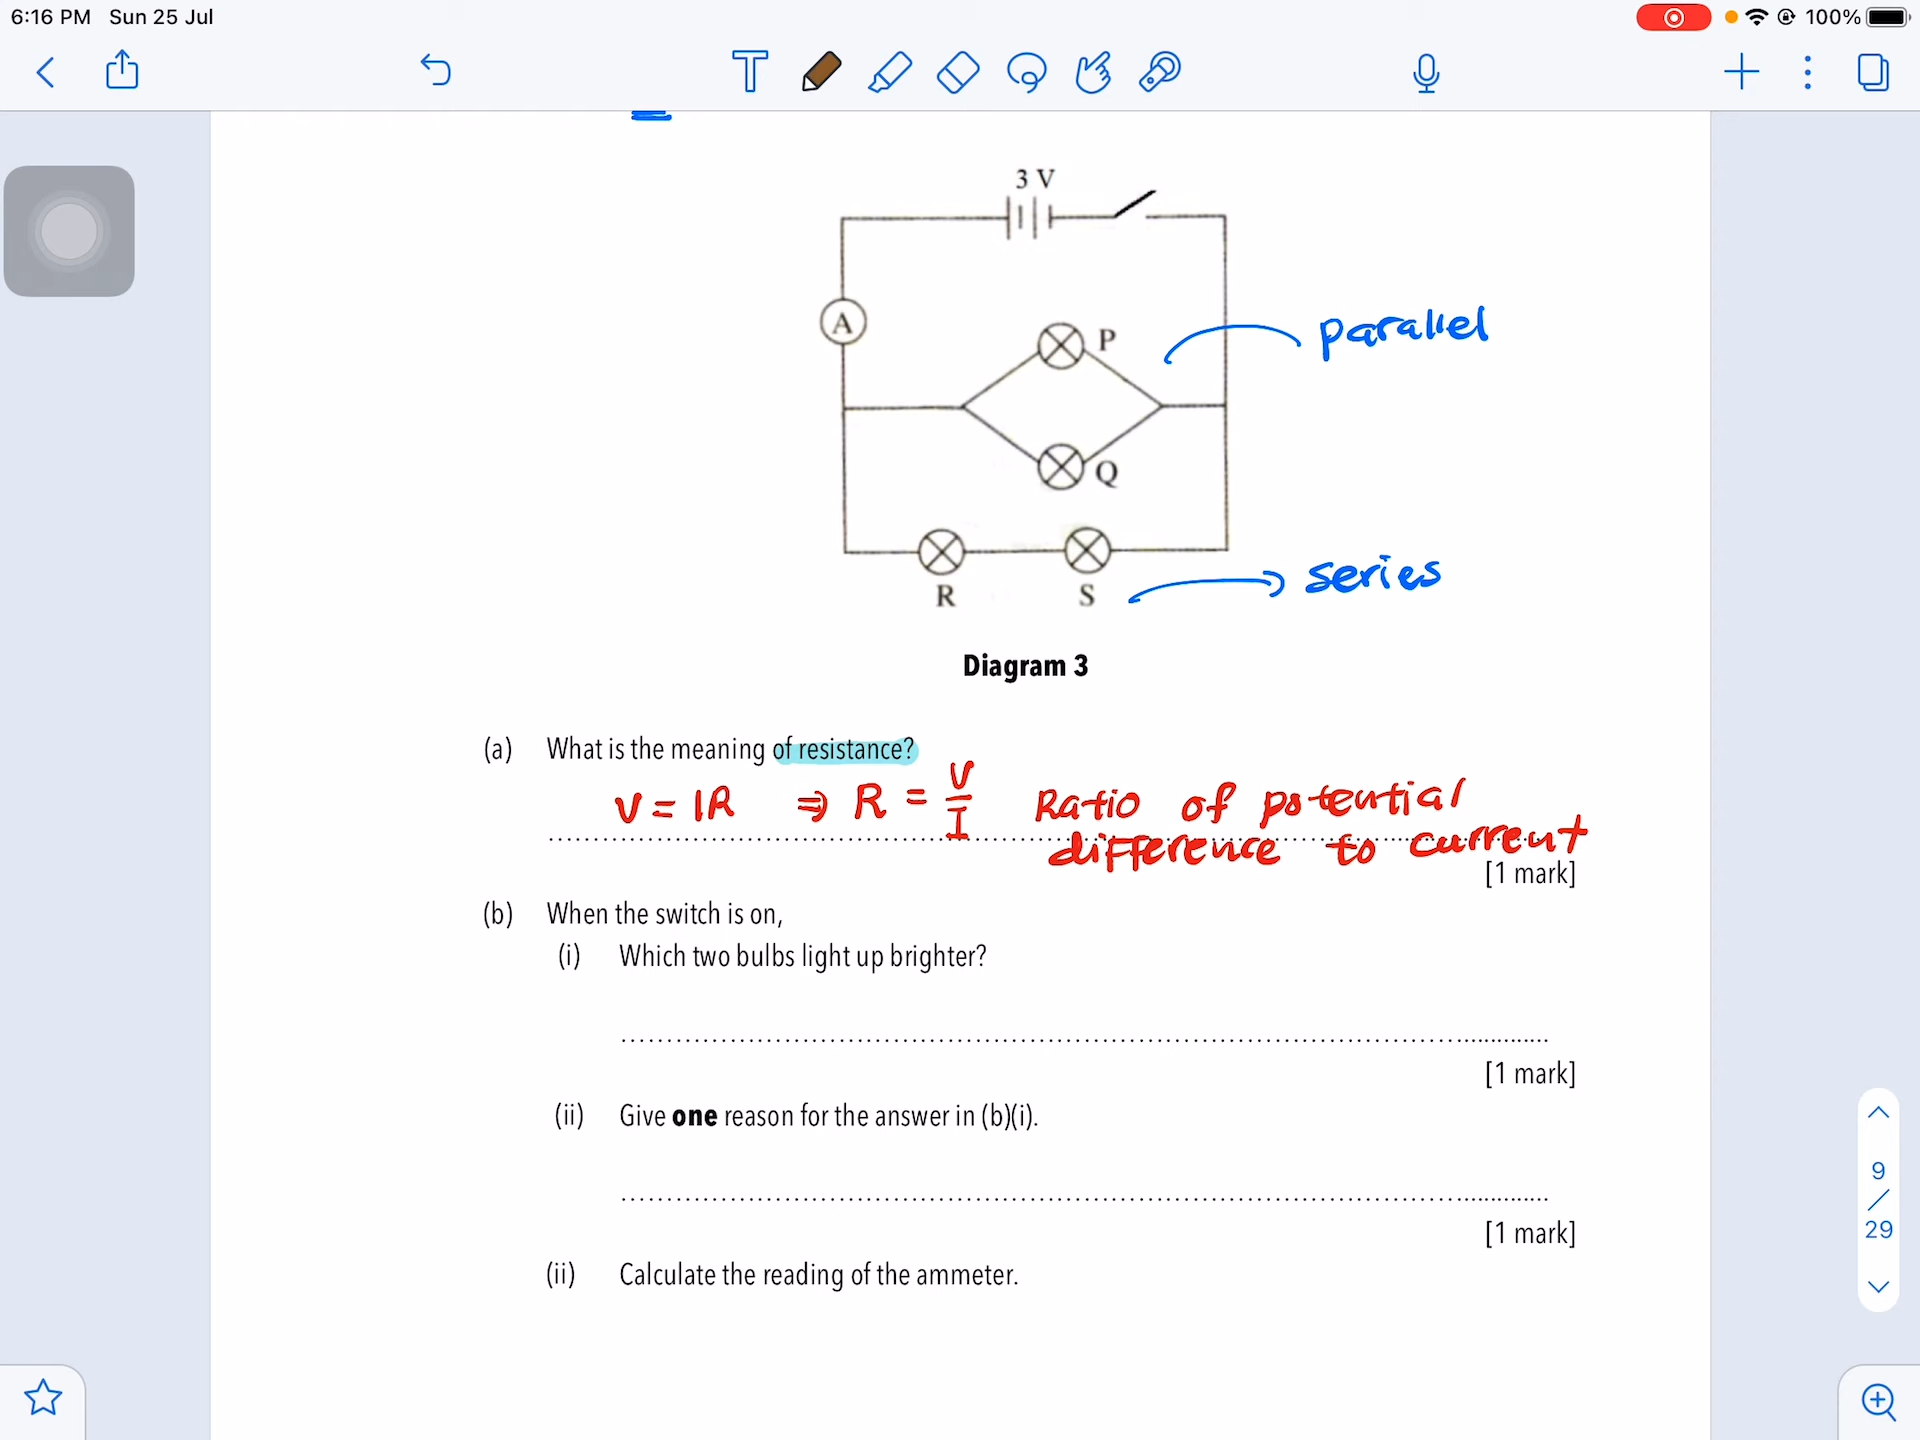 6:16 PM Sun 25 Jul
100%
T
3 V
A
P
parallel
Q
R
S
series
Diagram 3
(a) What is the meaning of resistance?
V = IR ⇒ R = V/I Ratio of potential
difference to current
[1 mark]
(b) When the switch is on,
(i) Which two bulbs light up brighter?
[1 mark]
(ii) Give one reason for the answer in (b)(i).
[1 mark]
(ii) Calculate the reading of the ammeter.
9
/
29